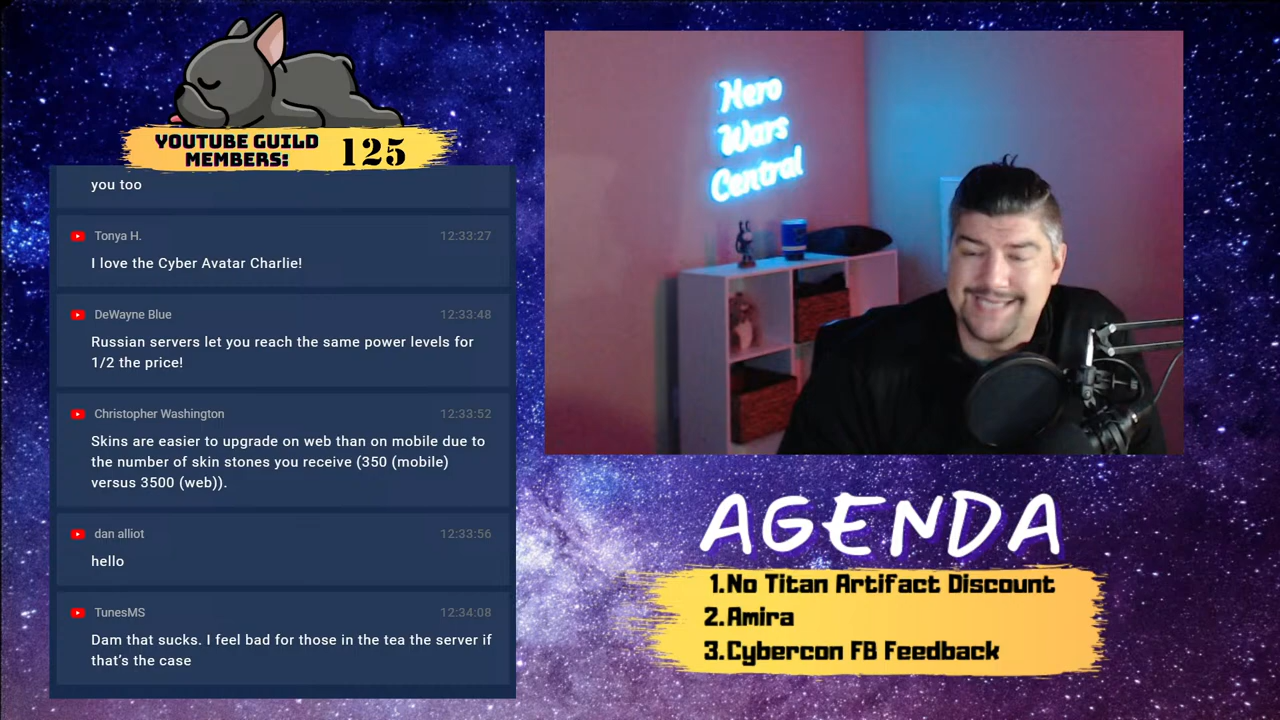 YOUTUBE GUILD
MEMBERS:
125
you too
Tonya H.
12:33:27
I love the Cyber Avatar Charlie!
DeWayne Blue
12:33:48
Russian servers let you reach the same power levels for
1/2 the price!
Christopher Washington
12:33:52
Skins are easier to upgrade on web than on mobile due to
the number of skin stones you receive (350 (mobile)
versus 3500 (web)).
dan alliot
12:33:56
hello
TunesMS
12:34:08
Dam that sucks. I feel bad for those in the tea the server if
that's the case
Hero
Wars
Central
AGENDA
1.No Titan Artifact Discount
2.Amira
3.Cybercon FB Feedback